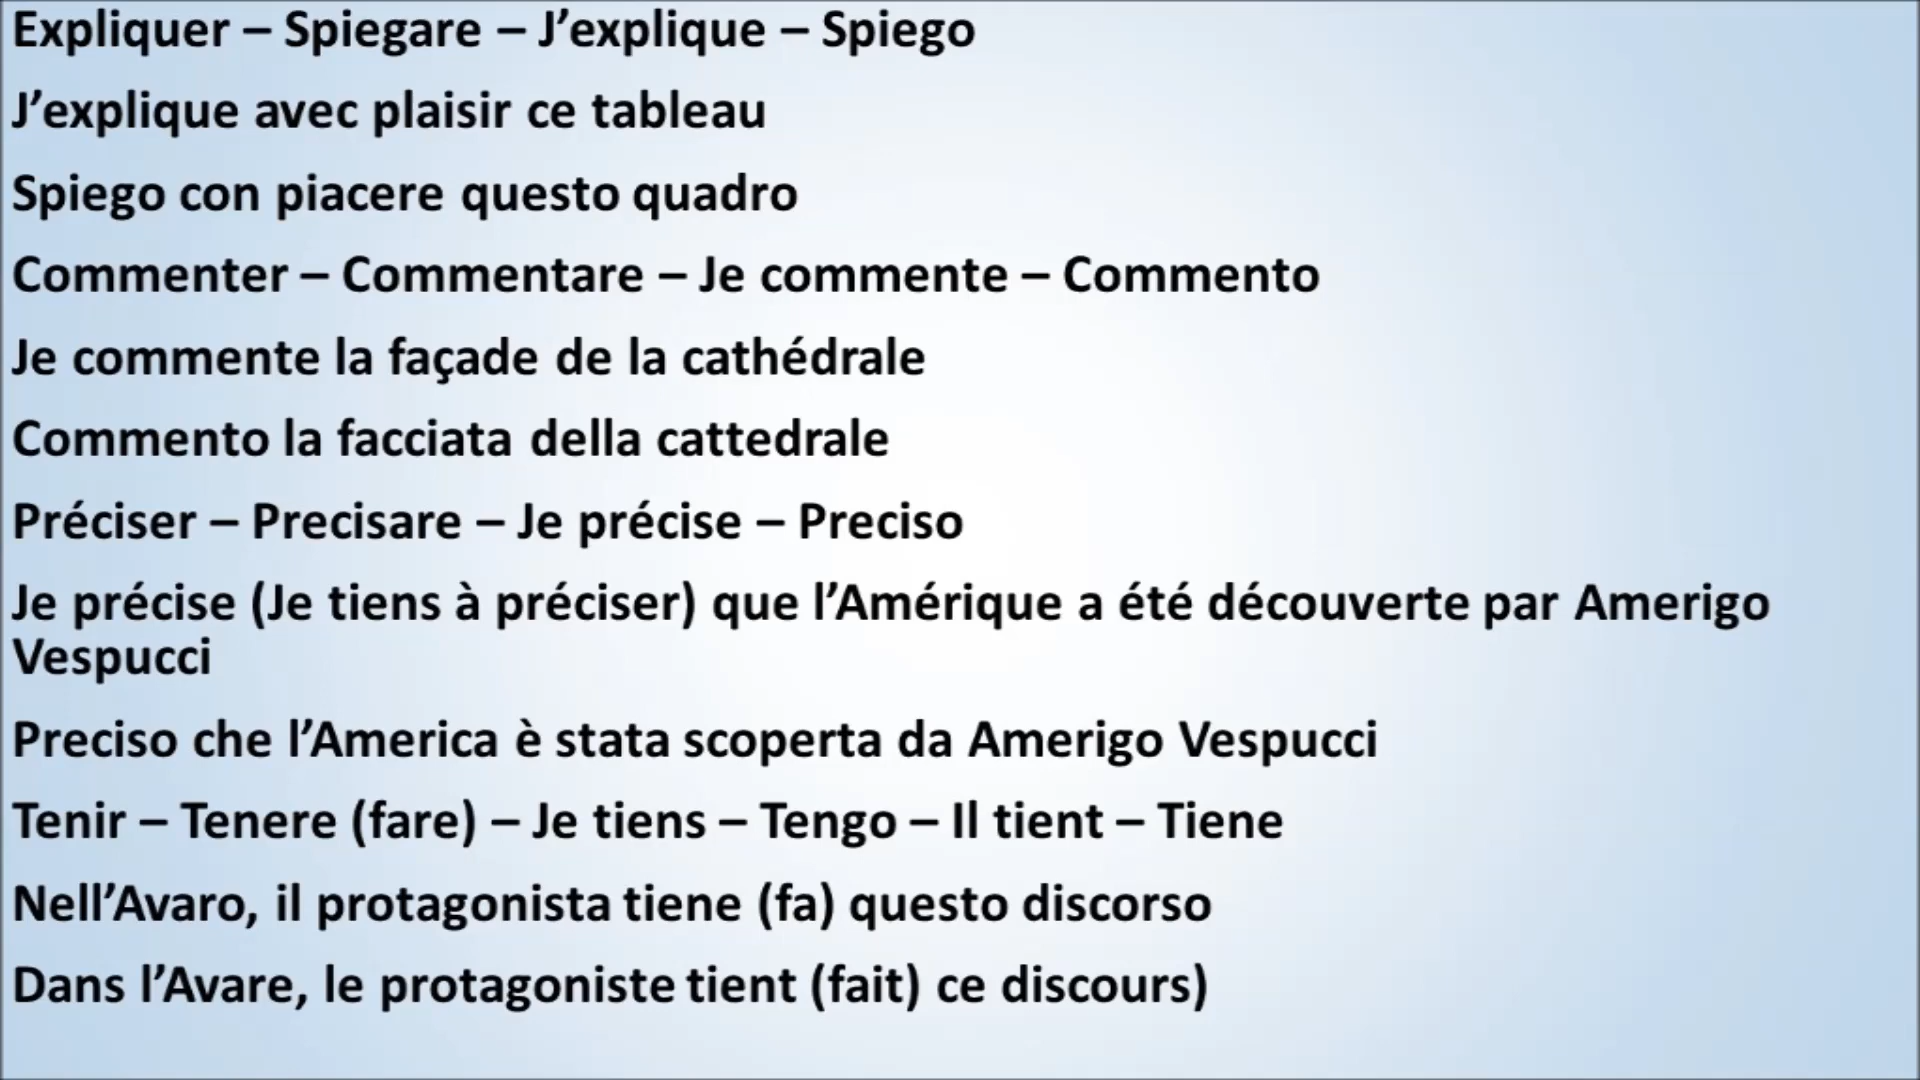 Expliquer – Spiegare – J’explique – Spiego
J’explique avec plaisir ce tableau
Spiego con piacere questo quadro
Commenter – Commentare – Je commente – Commento
Je commente la façade de la cathédrale
Commento la facciata della cattedrale
Préciser – Precisare – Je précise – Preciso
Je précise (Je tiens à préciser) que l’Amérique a été découverte par Amerigo
Vespucci
Preciso che l’America è stata scoperta da Amerigo Vespucci
Tenir – Tenere (fare) – Je tiens – Tengo – Il tient – Tiene
Nell’Avaro, il protagonista tiene (fa) questo discorso
Dans l’Avare, le protagoniste tient (fait) ce discours)